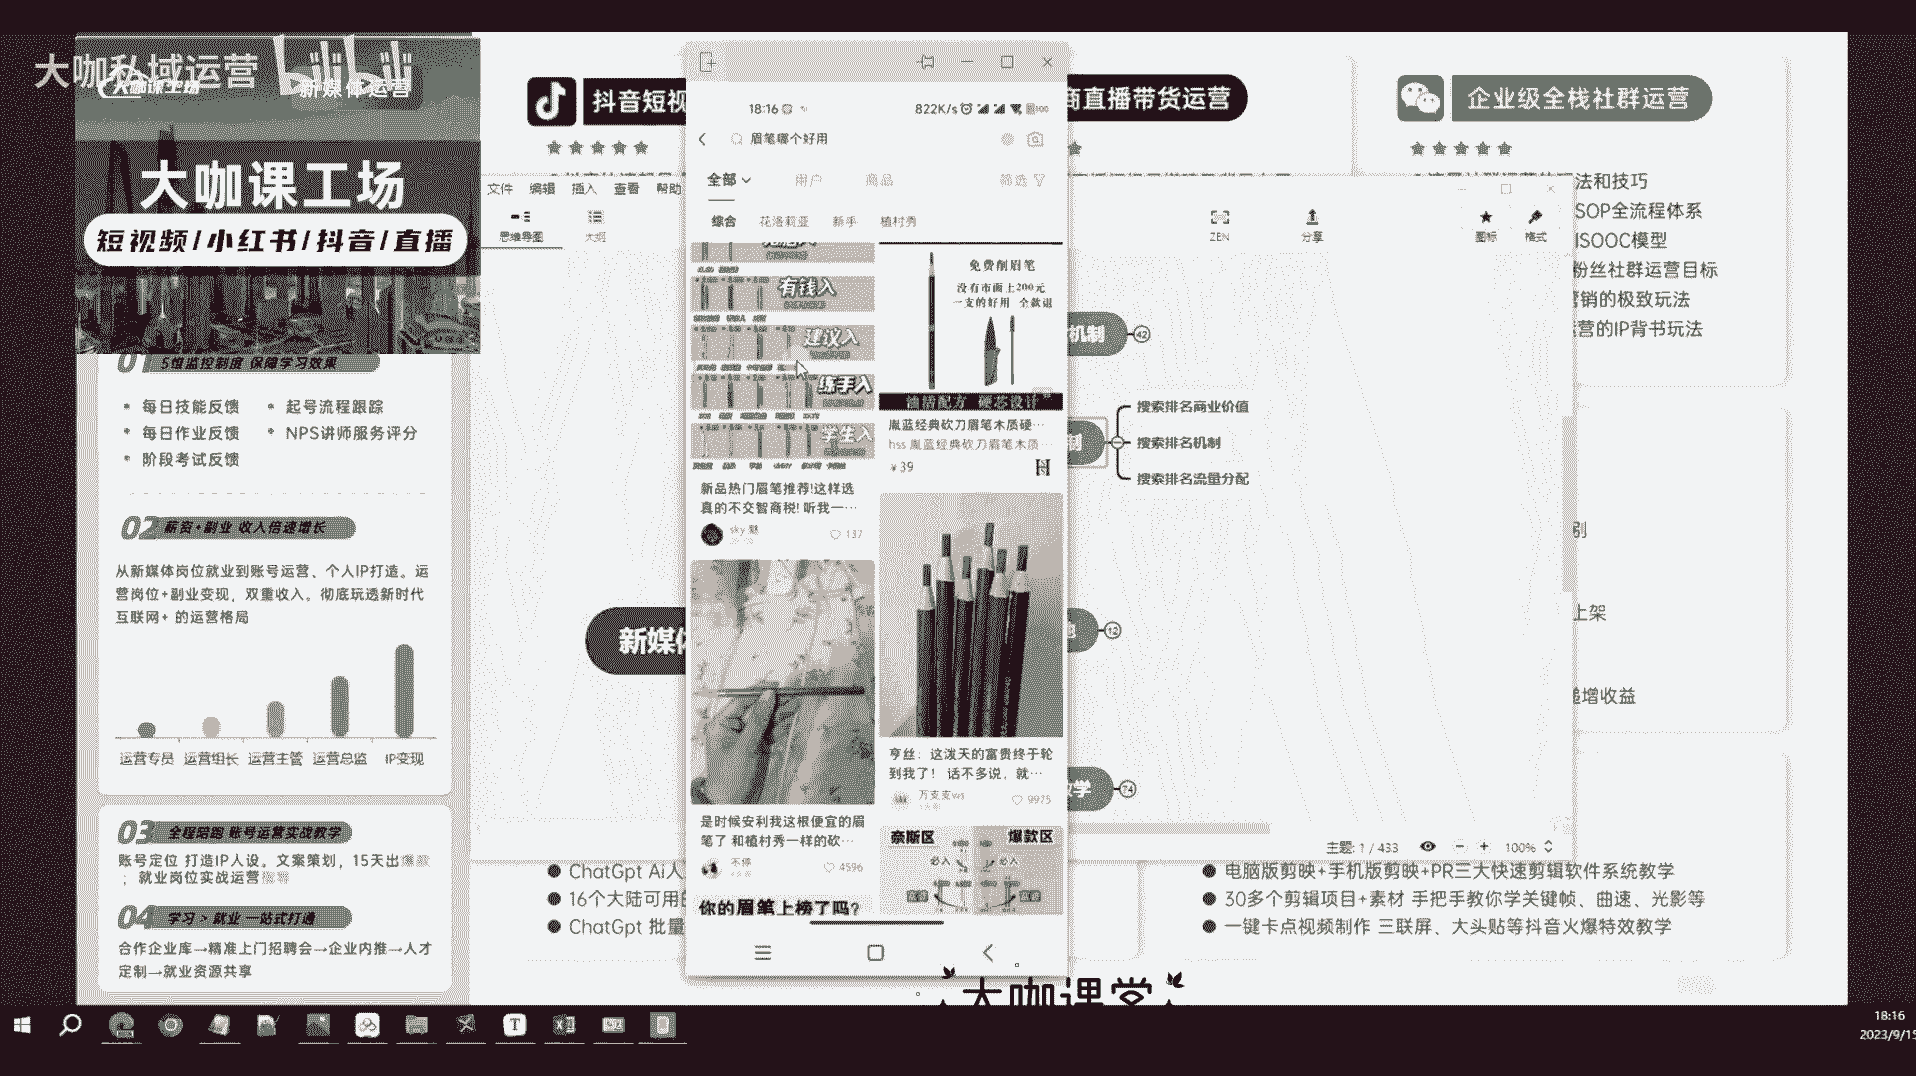 大咖私域运营
大咖课工场
新媒体运营
大咖课工场
短视频/小红书/抖音/直播
01 5维监控制度 保障学习效果
每日技能反馈
起号流程跟踪
每日作业反馈
NPS讲师服务评分
阶段考试反馈
02 薪资+副业 收入倍速增长
从新媒体岗位就业到账号运营、个人IP打造。运
营岗位+副业变现，双重收入。彻底玩透新时代
互联网+ 的运营格局
运营专员 运营组长 运营主管 运营总监 IP变现
03 全程陪跑 账号运营实战教学
账号定位 打造IP人设。文案策划，15天出爆款
；就业岗位实战运营
04 学习 > 就业 一站式打通
合作企业库→精准上门招聘会→企业内推→人才
定制→就业资源共享
抖音短视
商直播带货运营
企业级全栈社群运营
法和技巧
SOP全流程体系
ISOOC模型
粉丝社群运营目标
营销的极致玩法
运营的IP背书玩法
别
上架
递增收益
文件 编辑 插入 查看 帮助
思维导图
大纲
ZEN
分享
图标
格式
机制
42
制
搜索排名商业价值
搜索排名机制
搜索排名流量分配
新媒体
12
学
74
主题: 1 / 433
100%
18:16
822K/s
100
眉笔哪个好用
全部
用户
商品
筛选
综合
花洛莉亚
新手
植村秀
有钱入
建议入
练手入
学生入
新品热门眉笔推荐!这样选
真的不交智商税! 听我一…
sky 魅
137
是时候安利我这根便宜的眉
笔了 和植村秀一样的砍…
不停
4596
你的眉笔上榜了吗?
免费削眉笔
没有市面上200元
一支的好用 全款退
油活配方 硬芯设计
胤蓝经典砍刀眉笔木质硬…
hss 胤蓝经典砍刀眉笔木质…
¥39
亨丝：这泼天的富贵终于轮
到我了！ 话不多说，就…
万支支ws
9975
奈斯区
爆款区
必入
必入
ChatGpt Ai人
16个大陆可用的
ChatGpt 批量
电脑版剪映+手机版剪映+PR三大快速剪辑软件系统教学
30多个剪辑项目+素材 手把手教你学关键帧、曲速、光影等
一键卡点视频制作 三联屏、大头贴等抖音火爆特效教学
大咖课堂
18:16
2023/9/15